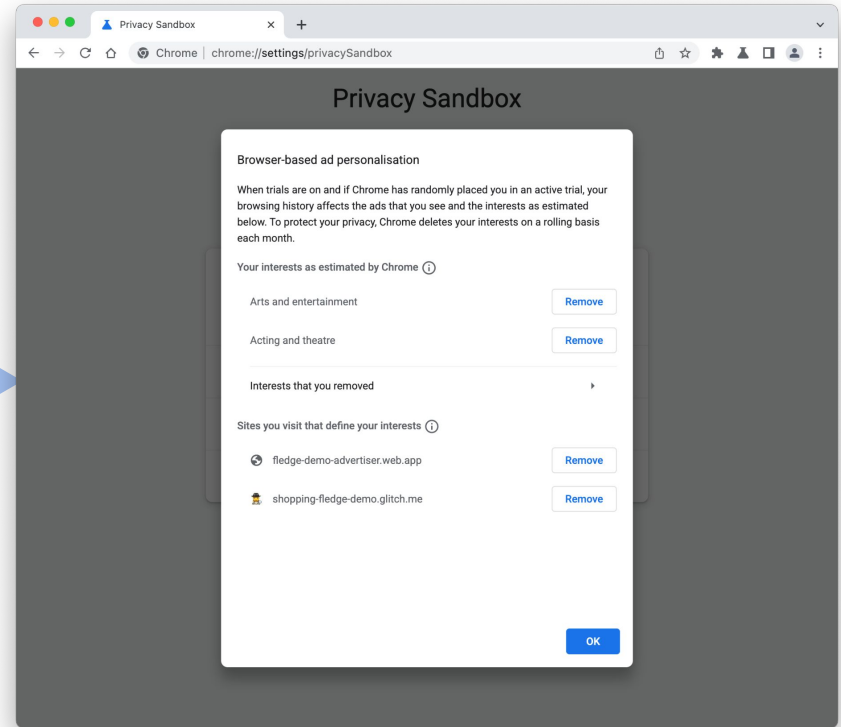 Privacy Sandbox
Chrome | chrome://settings/privacySandbox
Privacy Sandbox
Browser-based ad personalisation
When trials are on and if Chrome has randomly placed you in an active trial, your
browsing history affects the ads that you see and the interests as estimated
below. To protect your privacy, Chrome deletes your interests on a rolling basis
each month.
Your interests as estimated by Chrome
Arts and entertainment Remove
Acting and theatre Remove
Interests that you removed
Sites you visit that define your interests
fledge-demo-advertiser.web.app Remove
shopping-fledge-demo.glitch.me Remove
OK